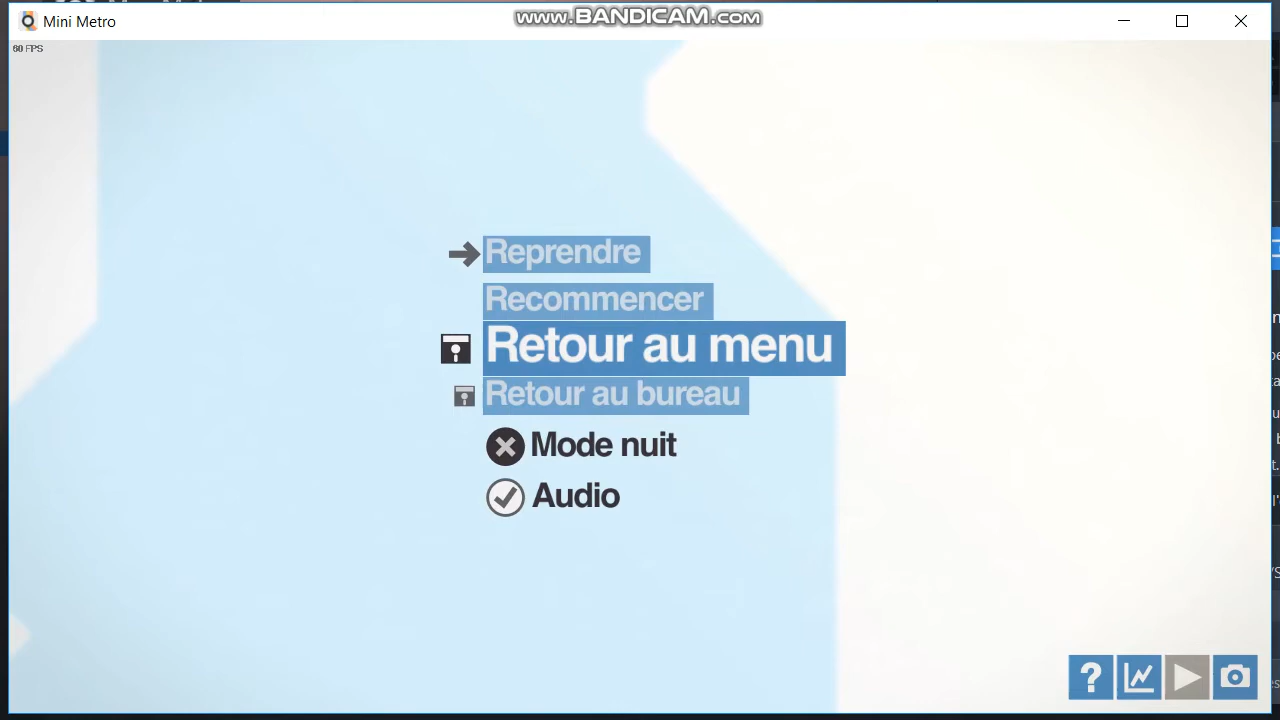 Mini Metro
www.BANDICAM.com
60 FPS
Reprendre
Recommencer
Retour au menu
Retour au bureau
Mode nuit
Audio
?